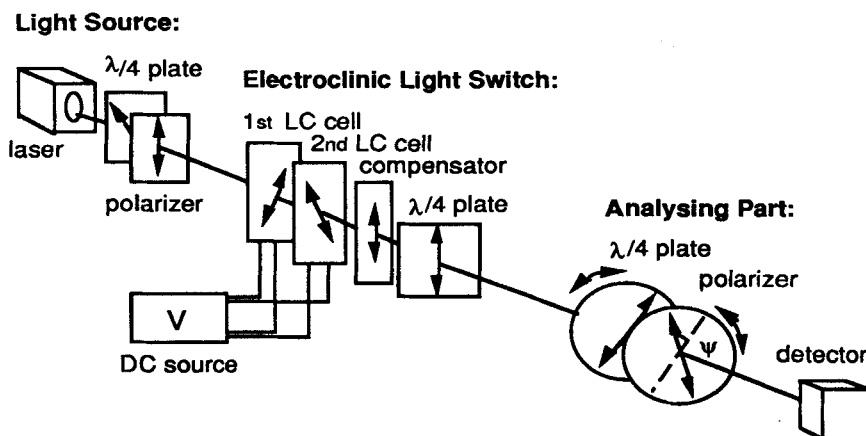 Light Source:
λ/4 plate
laser
polarizer
Electroclinic Light Switch:
1st LC cell
2nd LC cell
compensator
λ/4 plate
V
DC source
Analysing Part:
λ/4 plate
polarizer
Ψ
detector